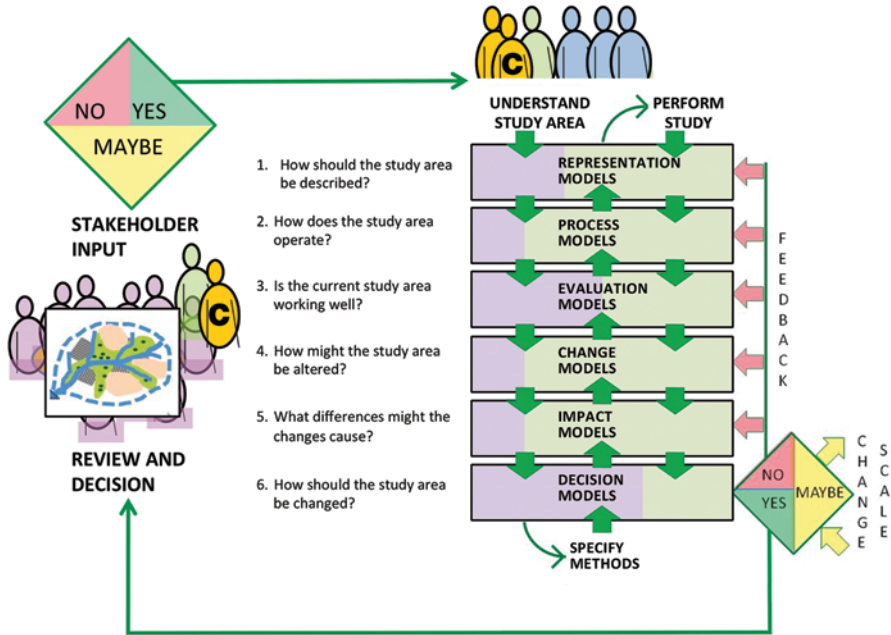 NO YES
MAYBE
STAKEHOLDER
INPUT
C
REVIEW AND
DECISION
C
UNDERSTAND
STUDY AREA
PERFORM
STUDY
1. How should the study area
be described?
2. How does the study area
operate?
3. Is the current study area
working well?
4. How might the study area
be altered?
5. What differences might the
changes cause?
6. How should the study area
be changed?
REPRESENTATION
MODELS
PROCESS
MODELS
EVALUATION
MODELS
CHANGE
MODELS
IMPACT
MODELS
DECISION
MODELS
SPECIFY
METHODS
FEEDBACK
NO
YES
MAYBE
CHANGE
SCALE